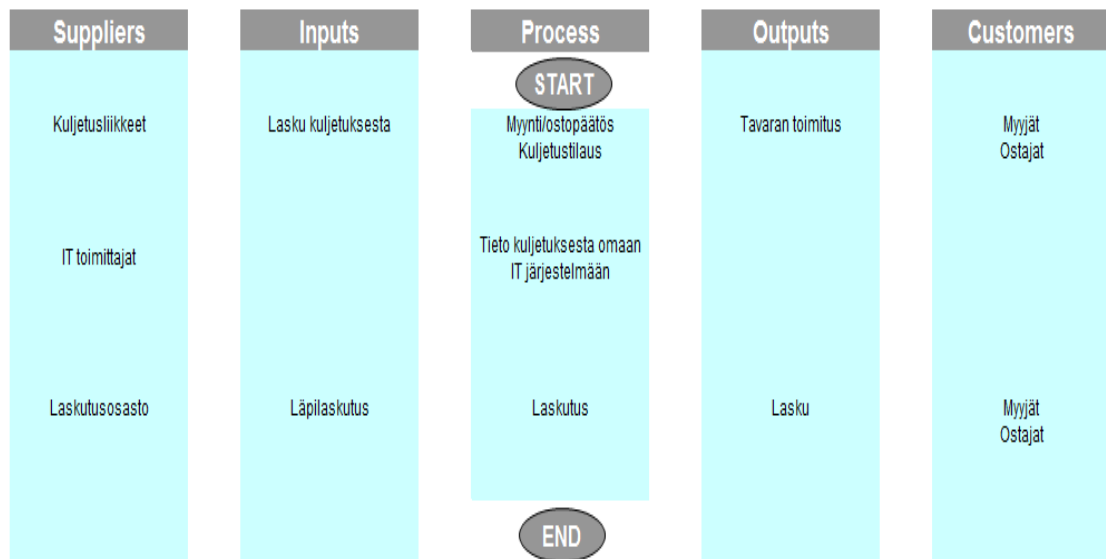 Suppliers
Inputs
Process
Outputs
Customers
START
Kuljetusliikkeet
Lasku kuljetuksesta
Myynti/ostopäätös
Kuljetustilaus
Tavaran toimitus
Myyjät
Ostajat
IT toimittajat
Tieto kuljetuksesta omaan
IT järjestelmään
Laskutusosasto
Läpilaskutus
Laskutus
Lasku
Myyjät
Ostajat
END